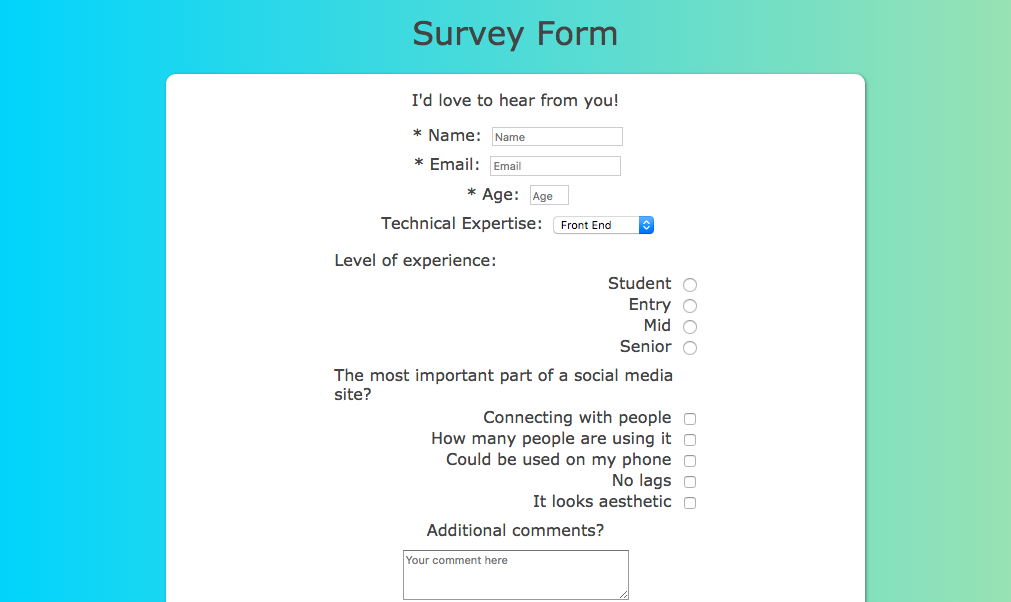 Survey Form
I'd love to hear from you!
* Name: Name
* Email: Email
* Age: Age
Technical Expertise: Front End
Level of experience:
Student
Entry
Mid
Senior
The most important part of a social media
site?
Connecting with people
How many people are using it
Could be used on my phone
No lags
It looks aesthetic
Additional comments?
Your comment here